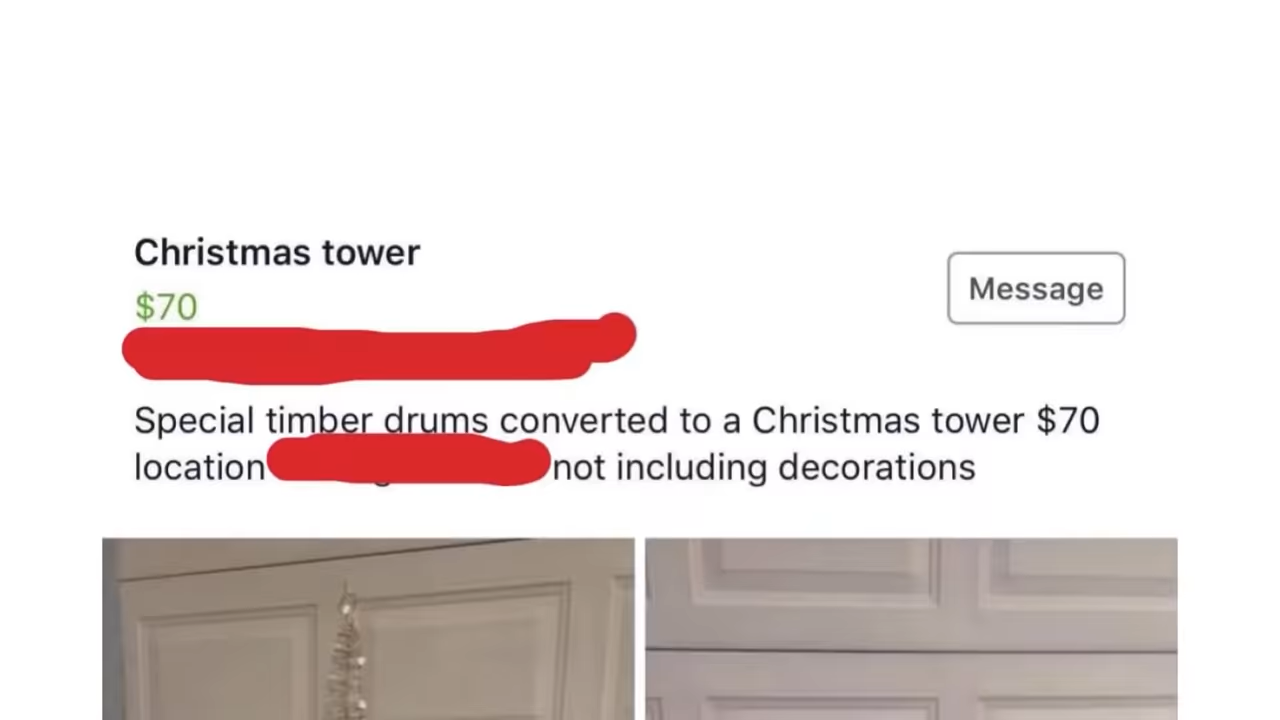 Christmas tower
$70
Message
Special timber drums converted to a Christmas tower $70
location not including decorations